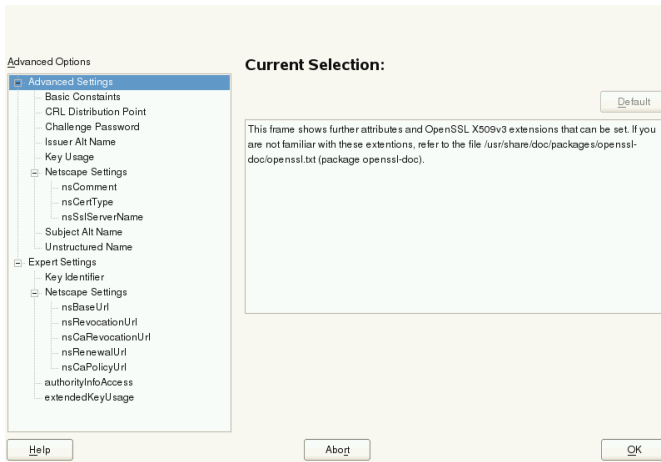 Advanced Options
Advanced Settings
Basic Constaints
CRL Distribution Point
Challenge Password
Issuer Alt Name
Key Usage
Netscape Settings
nsComment
nsCertType
nsSslServerName
Subject Alt Name
Unstructured Name
Expert Settings
Key Identifier
Netscape Settings
nsBaseUrl
nsRevocationUrl
nsCaRevocationUrl
nsRenewalUrl
nsCaPolicyUrl
authorityInfoAccess
extendedKeyUsage
Current Selection:
Default
This frame shows further attributes and OpenSSL X509v3 extensions that can be set. If you
are not familiar with these extentions, refer to the file /usr/share/doc/packages/openssl-
doc/openssl.txt (package openssl-doc).
Help
Abort
OK